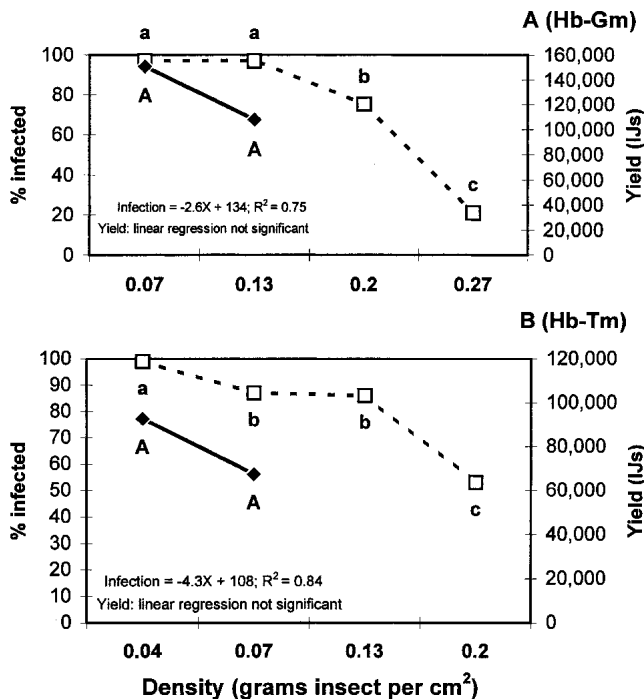 A (Hb-Gm)
% infected
Yield (IJs)
120
100
80
60
40
20
0
160,000
140,000
120,000
100,000
80,000
60,000
40,000
20,000
0
a
a
b
c
A
A
Infection = -2.6X + 134; R² = 0.75
Yield: linear regression not significant
0.07 0.13 0.2 0.27
B (Hb-Tm)
% infected
Yield (IJs)
100
90
80
70
60
50
40
30
20
10
0
120,000
100,000
80,000
60,000
40,000
20,000
0
a
b
b
c
A
A
Infection = -4.3X + 108; R² = 0.84
Yield: linear regression not significant
0.04 0.07 0.13 0.2
Density (grams insect per cm²)